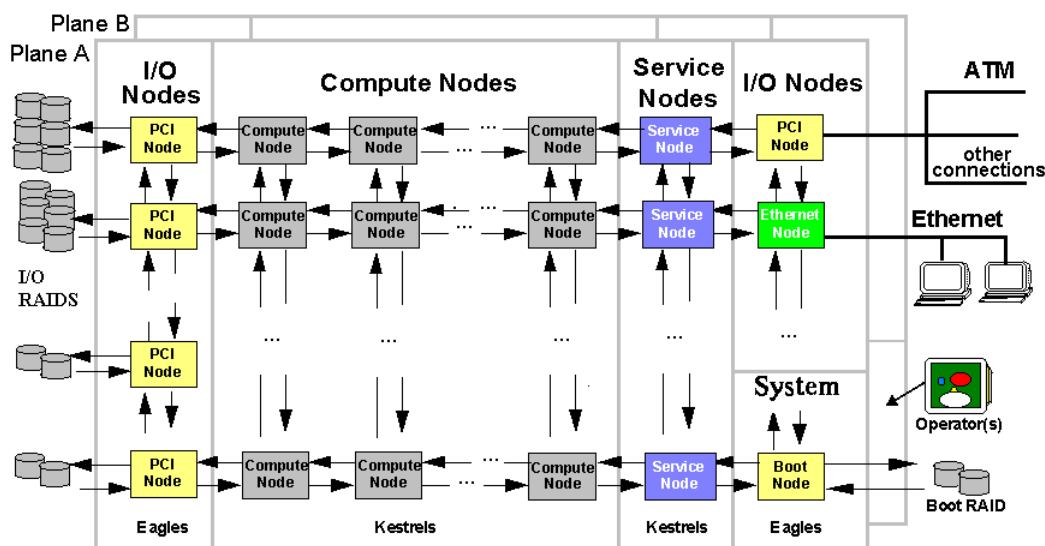 Plane B
Plane A
I/O
Nodes
Compute Nodes
Service
Nodes
I/O Nodes
ATM
PCI
Node
Compute
Node
Compute
Node
...
Compute
Node
Service
Node
PCI
Node
...
other
connections
PCI
Node
Compute
Node
Compute
Node
...
Compute
Node
Service
Node
Ethernet
Node
...
Ethernet
I/O
RAIDS
...
...
...
PCI
Node
System
Operator(s)
PCI
Node
Compute
Node
Compute
Node
...
Compute
Node
Service
Node
Boot
Node
...
Boot RAID
Eagles
Kestrels
Kestrels
Eagles